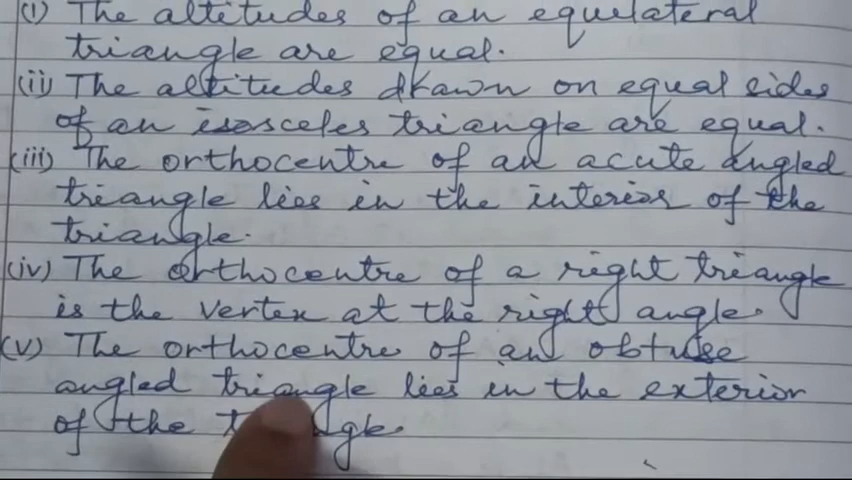 (i) The altitudes of an equilateral
triangle are equal.
(ii) The altitudes drawn on equal sides
of an isosceles triangle are equal.
(iii) The orthocentre of an acute angled
triangle lies in the interior of the
triangle.
(iv) The orthocentre of a right triangle
is the vertex at the right angle.
(v) The orthocentre of an obtuse
angled triangle lies in the exterior
of the